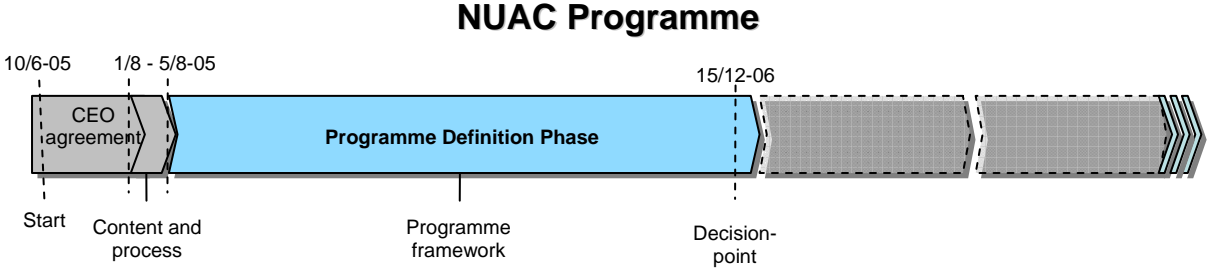 NUAC Programme
10/6-05
1/8 - 5/8-05
15/12-06
CEO
agreement
Programme Definition Phase
Start
Content and
process
Programme
framework
Decision-
point